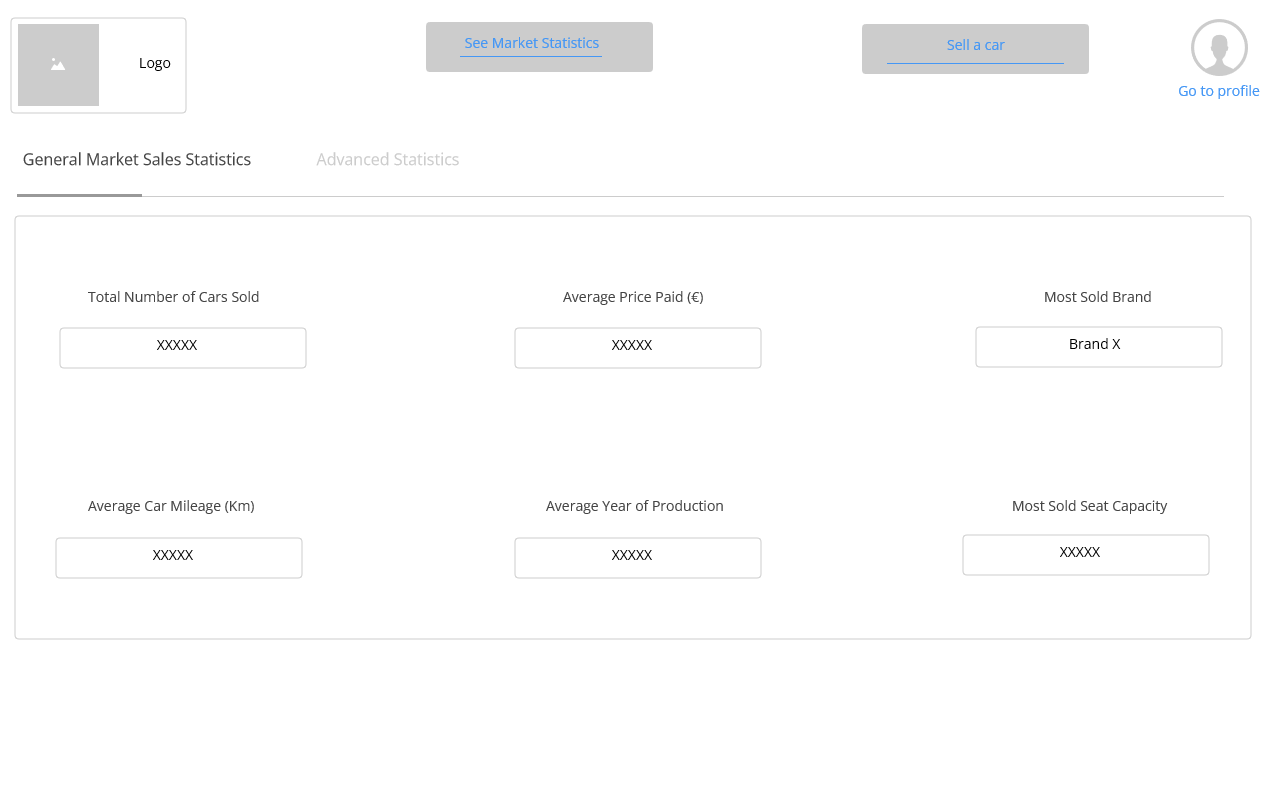 Logo
See Market Statistics
Sell a car
Go to profile
General Market Sales Statistics
Advanced Statistics
Total Number of Cars Sold
Average Price Paid (€)
Most Sold Brand
XXXXX
XXXXX
Brand X
Average Car Mileage (Km)
Average Year of Production
Most Sold Seat Capacity
XXXXX
XXXXX
XXXXX